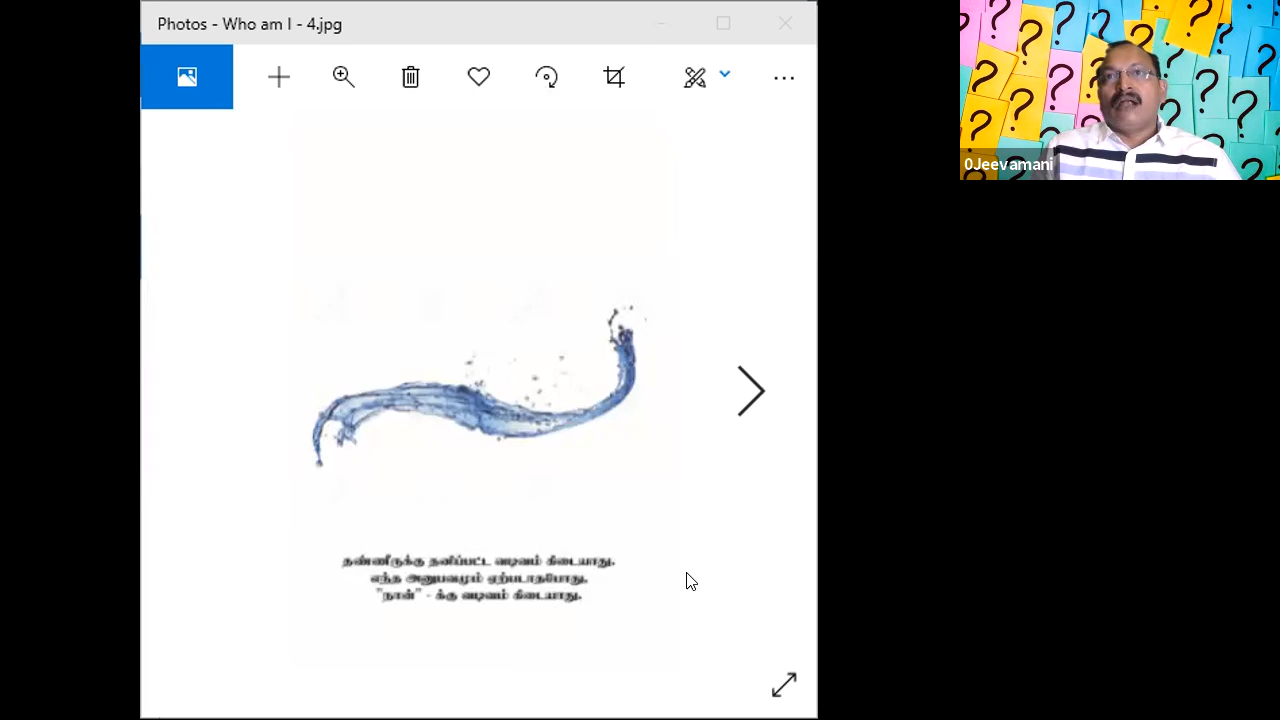 Photos - Who am I - 4.jpg
0Jeevamani
தண்ணீருக்கு தனிப்பட்ட வடிவம் கிடையாது.
எந்த அனுபவமும் ஏற்படாதபோது,
"நான்" - க்கு வடிவம் கிடையாது.